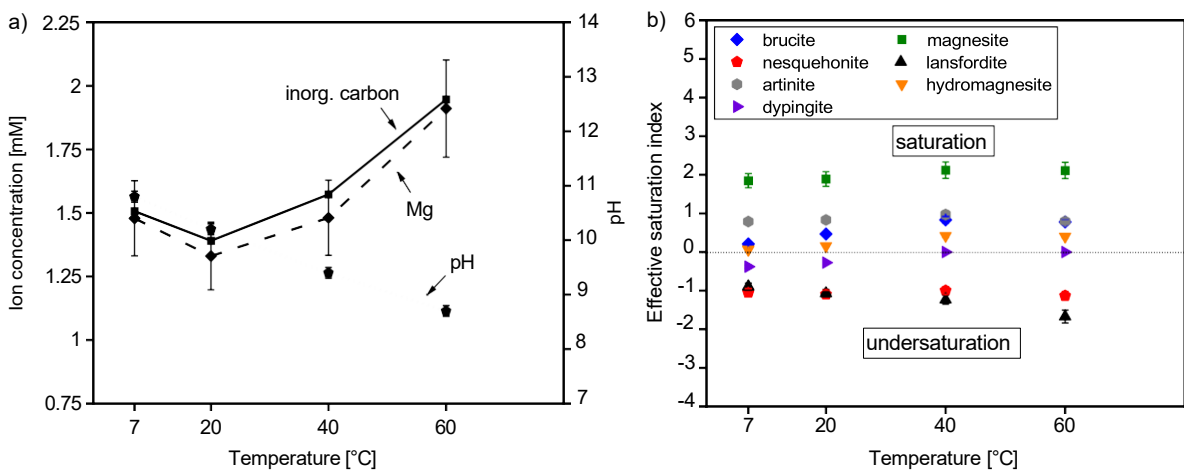 a)
Ion concentration [mM]
2.25
2
1.75
1.5
1.25
1
0.75
inorg. carbon
Mg
pH
14
13
12
11
10
9
8
7
pH
7
20
40
60
Temperature [°C]
b)
Effective saturation index
6
5
4
3
2
1
0
-1
-2
-3
-4
brucite
nesquehonite
artinite
dypingite
magnesite
lansfordite
hydromagnesite
saturation
undersaturation
7
20
40
60
Temperature [°C]